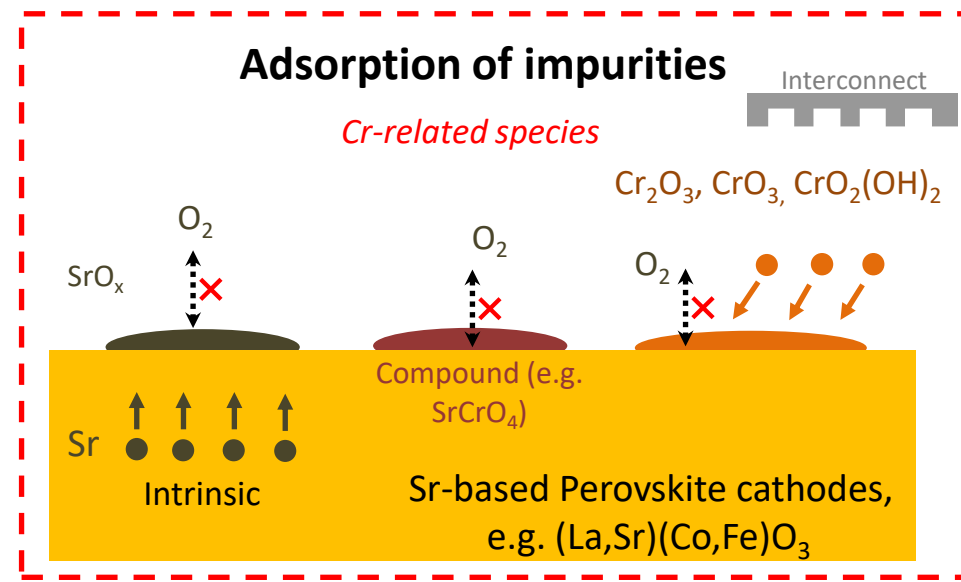 Adsorption of impurities
Interconnect
Cr-related species
Cr₂O₃, CrO₃, CrO₂(OH)₂
O₂
O₂
O₂
SrOₓ
Compound (e.g.
SrCrO₄)
Sr
Intrinsic
Sr-based Perovskite cathodes,
e.g. (La,Sr)(Co,Fe)O₃